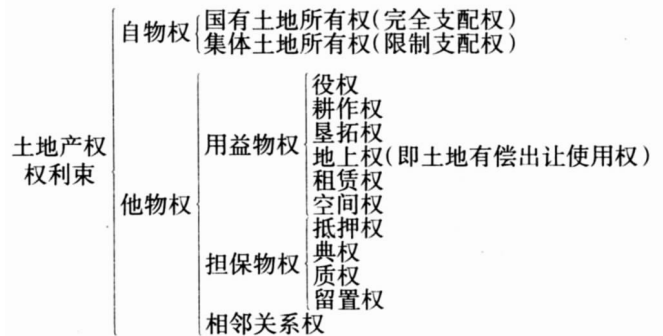 自物权
国有土地所有权(完全支配权)
集体土地所有权(限制支配权)
土地产权
权利束
他物权
用益物权
役权
耕作权
垦拓权
地上权(即土地有偿出让使用权)
租赁权
空间权
担保物权
抵押权
典权
质权
留置权
相邻关系权